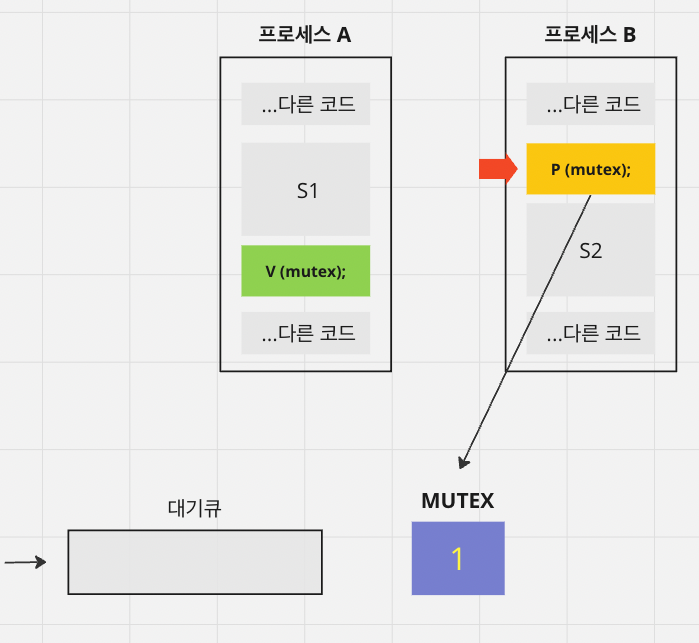 프로세스 A
프로세스 B
...다른 코드
...다른 코드
P (mutex);
S1
S2
V (mutex);
...다른 코드
...다른 코드
대기큐
MUTEX
1